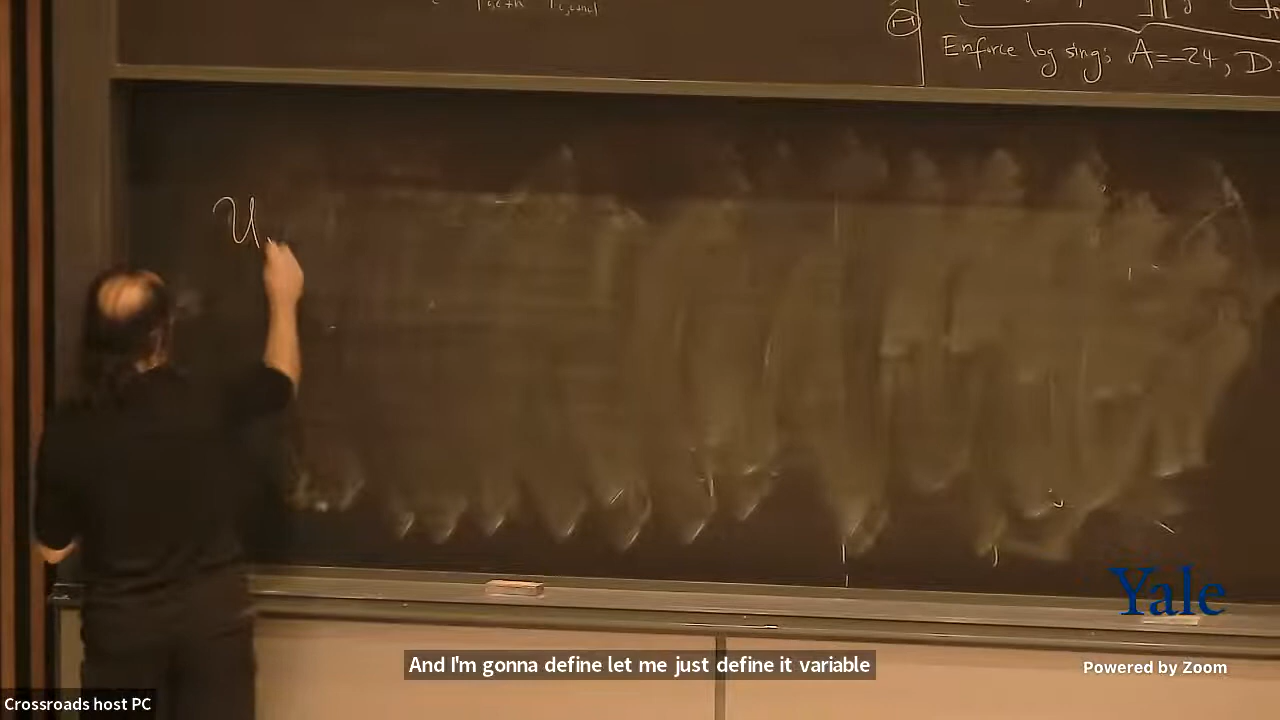 Enforce log sing: A=-24, D=
U
And I'm gonna define let me just define it variable
Yale
Powered by Zoom
Crossroads host PC